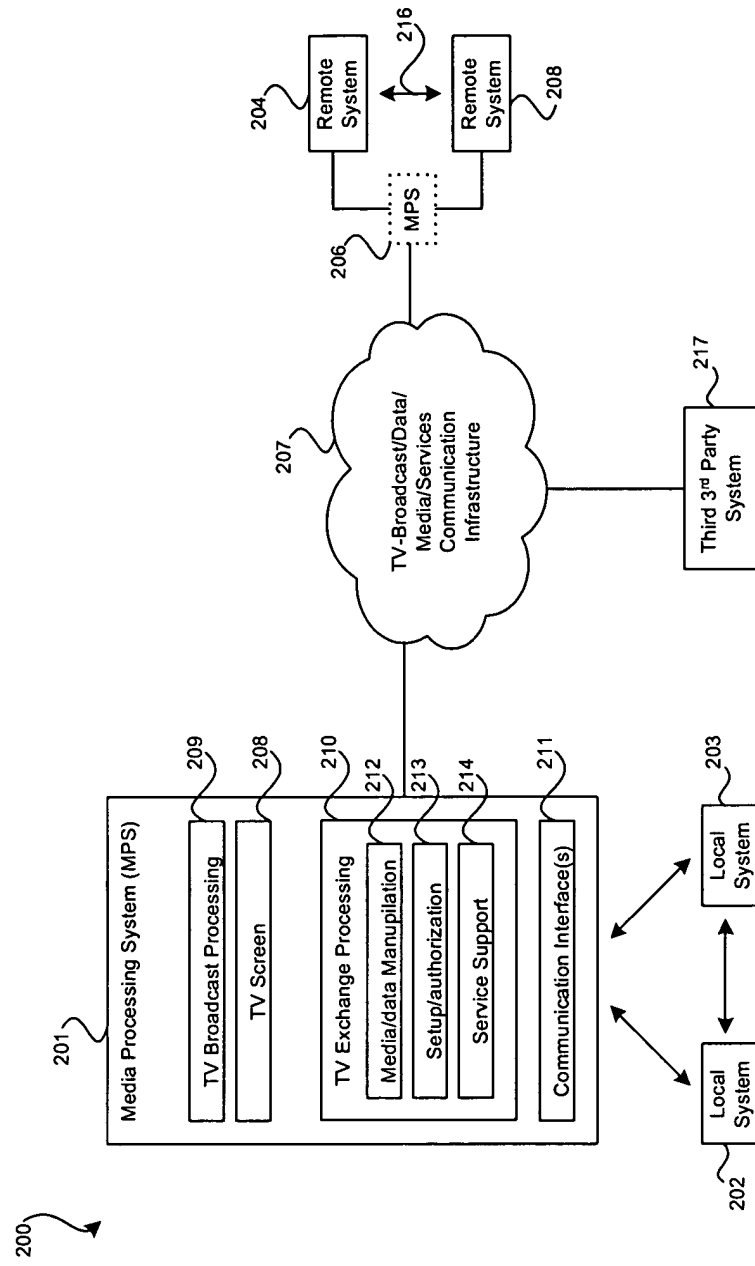 200
201
Media Processing System (MPS)
TV Broadcast Processing
209
TV Screen
208
TV Exchange Processing
210
Media/data Manupilation
212
Setup/authorization
213
Service Support
214
Communication Interface(s)
211
Local
System
202
Local
System
203
207
TV-Broadcast/Data/
Media/Services
Communication
Infrastructure
Third 3rd Party
System
217
MPS
206
Remote
System
204
216
Remote
System
208